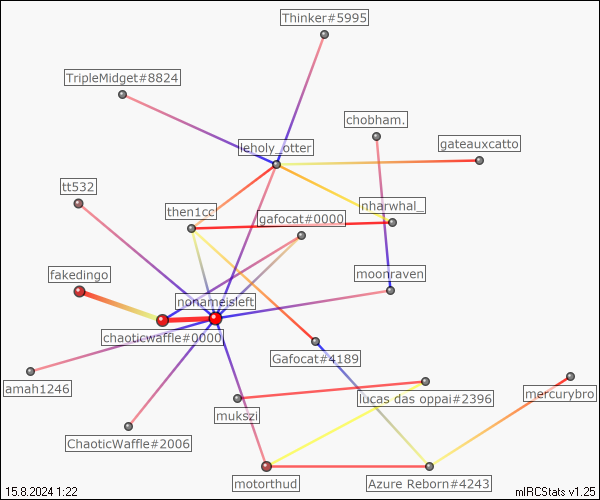 Thinker#5995
TripleMidget#8824
chobham.
leholy_otter
gateauxcatto
tt532
then1cc
nharwhal_
gafocat#0000
fakedingo
moonraven
nonameisleft
chaoticwaffle#0000
Gafocat#4189
amah1246
lucas das oppai#2396
mercurybro
mukszi
ChaoticWaffle#2006
motorthud
Azure Reborn#4243
15.8.2024 1:22
mIRCStats v1.25